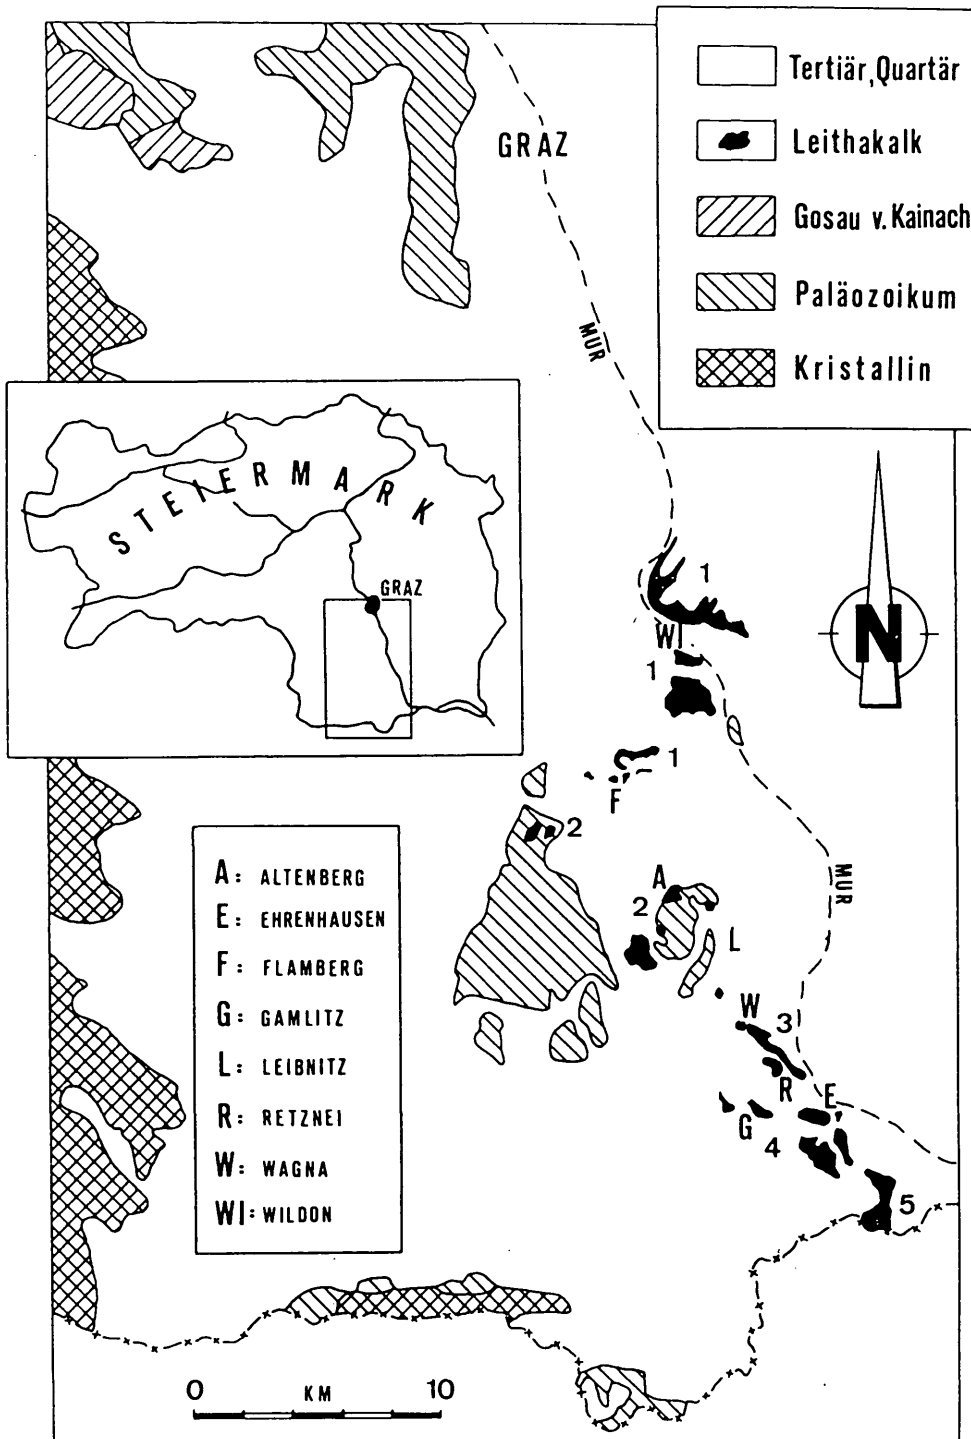 Tertiär, Quartär
Leithakalk
Gosau v. Kainach
Paläozoikum
Kristallin
GRAZ
MUR
STEIERMARK
GRAZ
N
1
WI
1
1
F
2
A
2
L
MUR
W
3
R
E
G
4
5
A: ALTENBERG
E: EHRENHAUSEN
F: FLAMBERG
G: GAMLITZ
L: LEIBNITZ
R: RETZNEI
W: WAGNA
WI: WILDON
0 KM 10